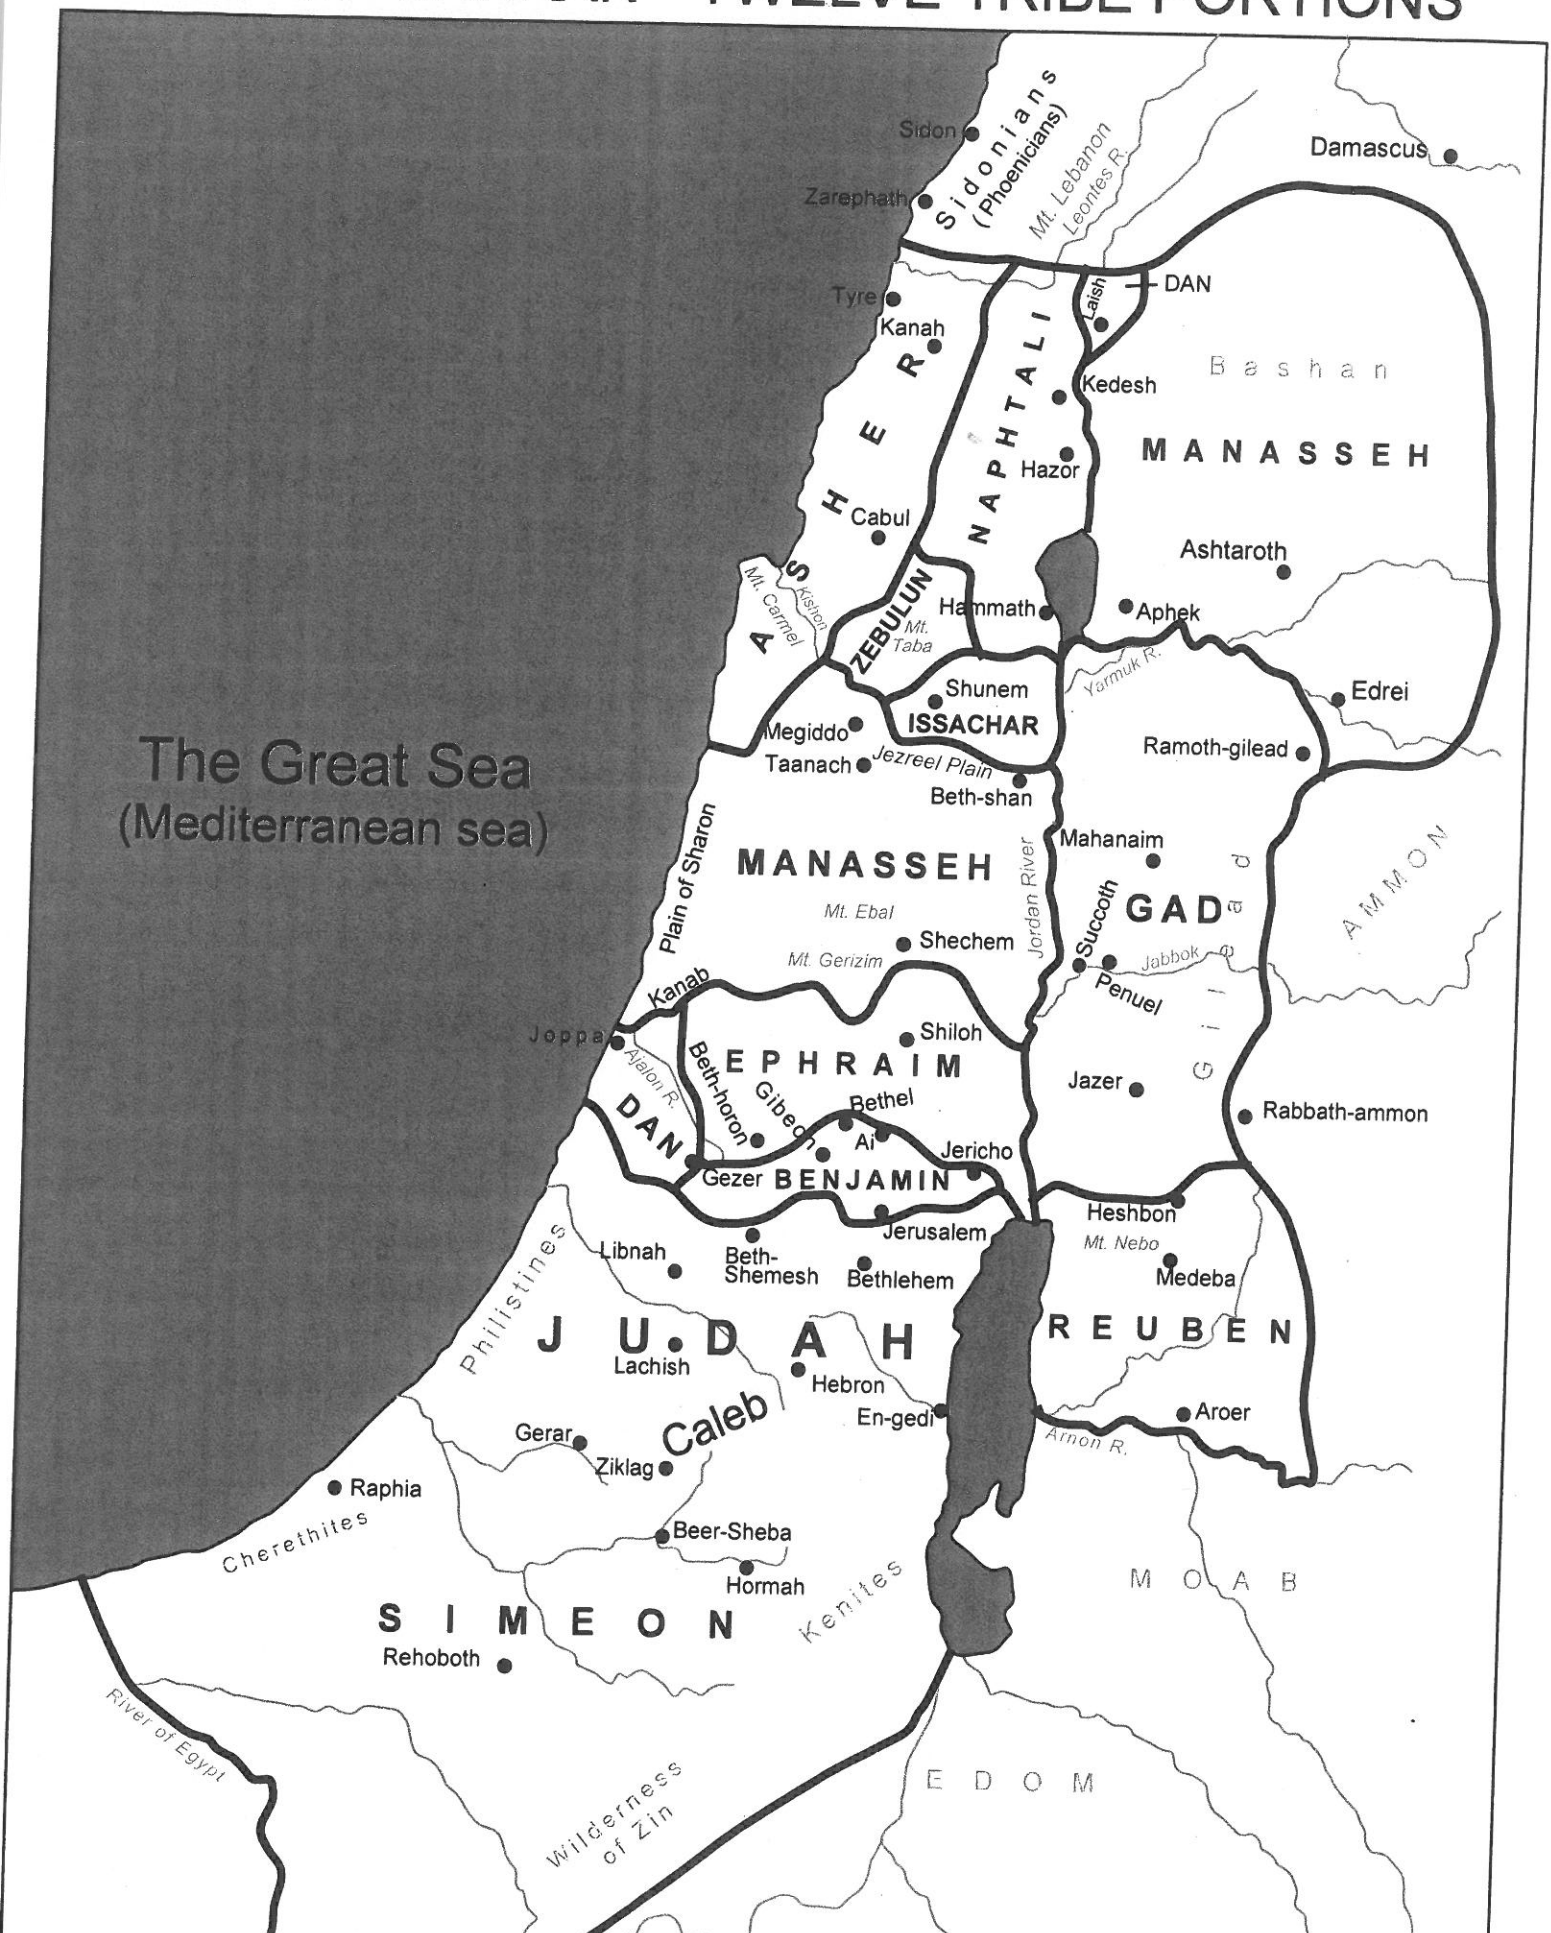 TWELVE TRIBE PORTIONS
Sidon
Sidonians
(Phoenicians)
Mt. Lebanon
Leontes R.
Damascus
Zarephath
DAN
Laish
Tyre
Kanah
Bashan
Kedesh
ASHER
NAPHTALI
MANASSEH
Hazor
Cabul
Ashtaroth
Mt. Carmel
Kishon
ZEBULUN
Hammath
Aphek
Mt.
Taba
Yarmuk R.
Shunem
Edrei
ISSACHAR
Megiddo
Ramoth-gilead
Taanach
Jezreel Plain
Beth-shan
The Great Sea
(Mediterranean sea)
Plain of Sharon
Mahanaim
MANASSEH
Jordan River
AMMON
Mt. Ebal
GAD
Gilead
Succoth
Shechem
Mt. Gerizim
Jabbok
Penuel
Kanab
Joppa
Shiloh
Ajalon R.
EPHRAIM
Beth-horon
Gibeon
Bethel
Jazer
Rabbath-ammon
DAN
Ai
Jericho
Gezer
BENJAMIN
Heshbon
Jerusalem
Mt. Nebo
Philistines
Libnah
Beth-
Shemesh
Bethlehem
Medeba
JUDAH
REUBEN
Lachish
Hebron
Caleb
En-gedi
Aroer
Arnon R.
Gerar
Ziklag
Raphia
Cherethites
Beer-Sheba
Hormah
Kenites
MOAB
SIMEON
Rehoboth
River of Egypt
Wilderness
of Zin
EDOM